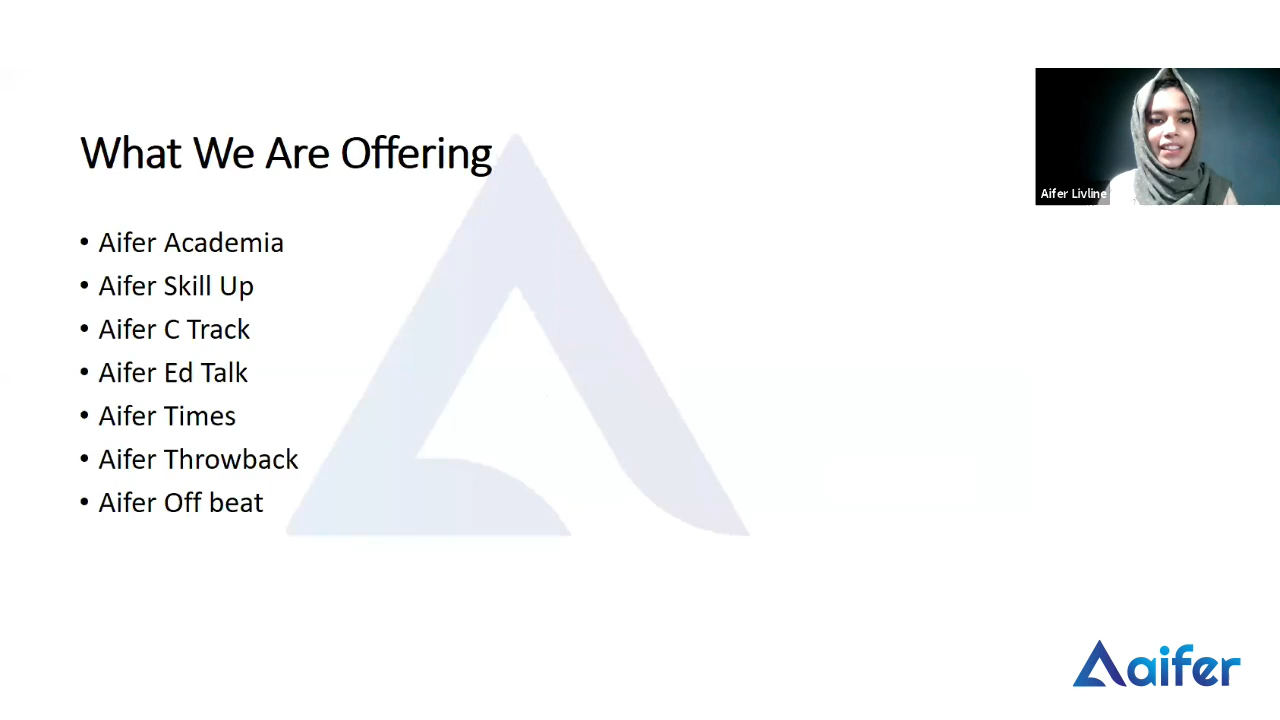 What We Are Offering
• Aifer Academia
• Aifer Skill Up
• Aifer C Track
• Aifer Ed Talk
• Aifer Times
• Aifer Throwback
• Aifer Off beat
Aifer Livline
aifer